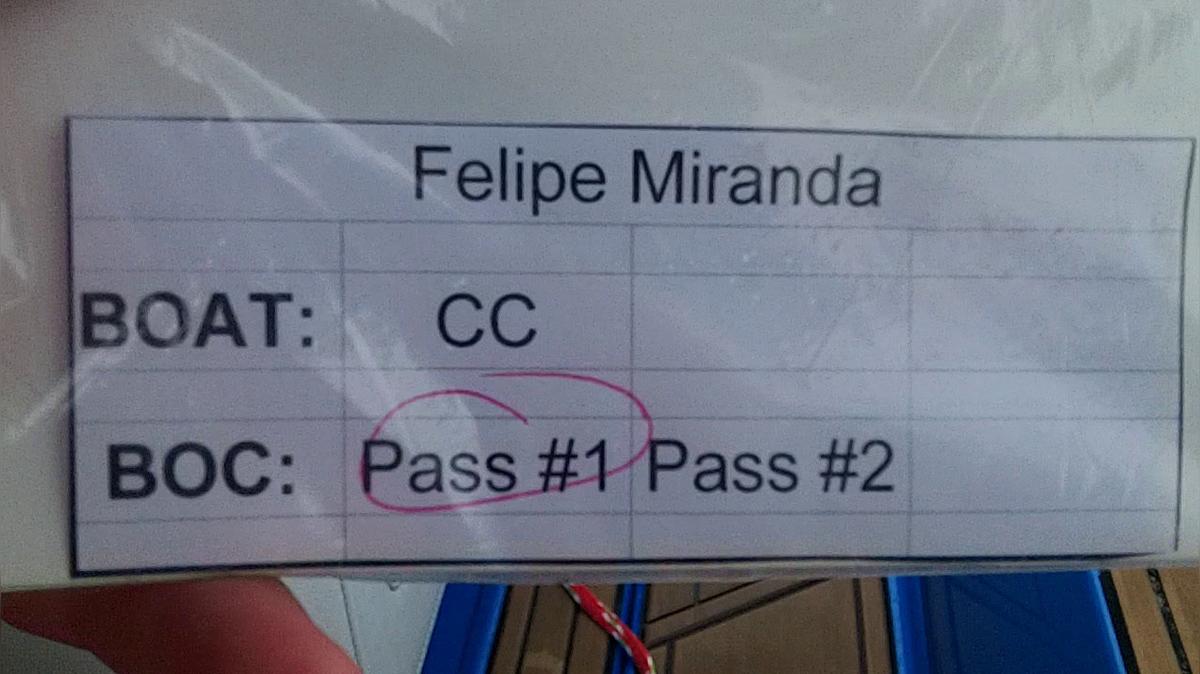 Felipe Miranda
BOAT: CC
BOC: Pass #1 Pass #2